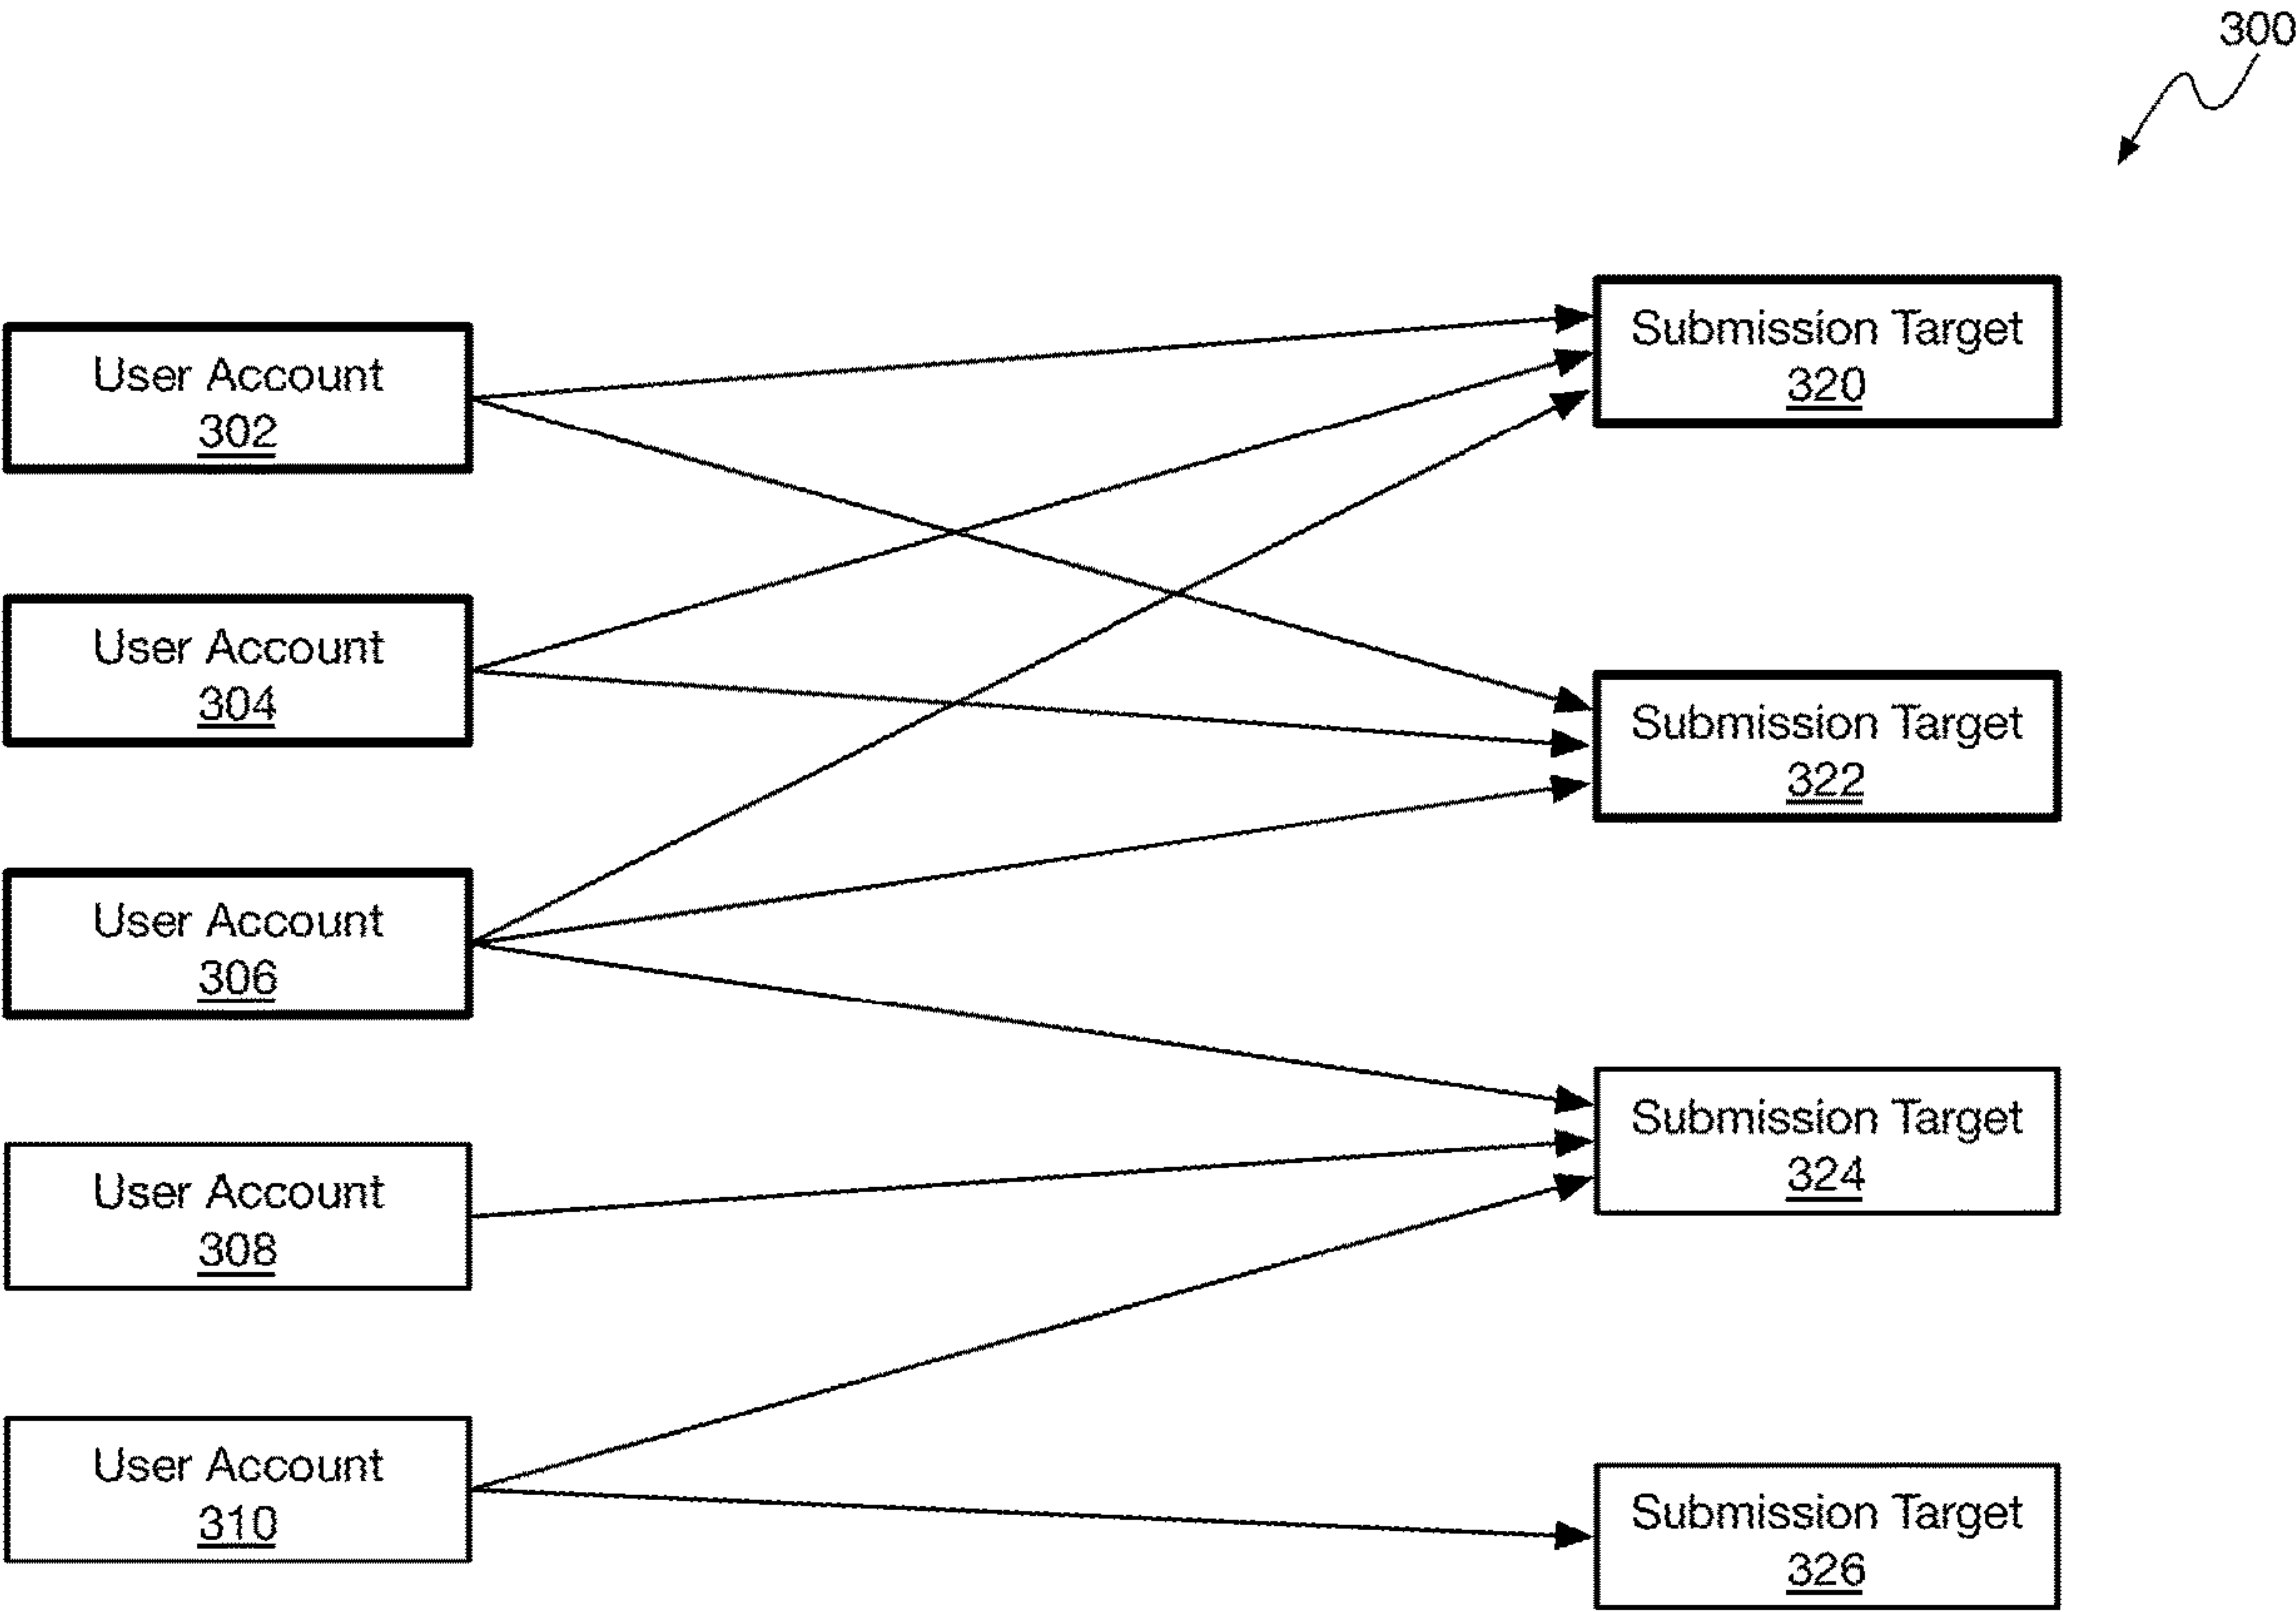 300
User Account
302
User Account
304
User Account
306
User Account
308
User Account
310
Submission Target
320
Submission Target
322
Submission Target
324
Submission Target
326